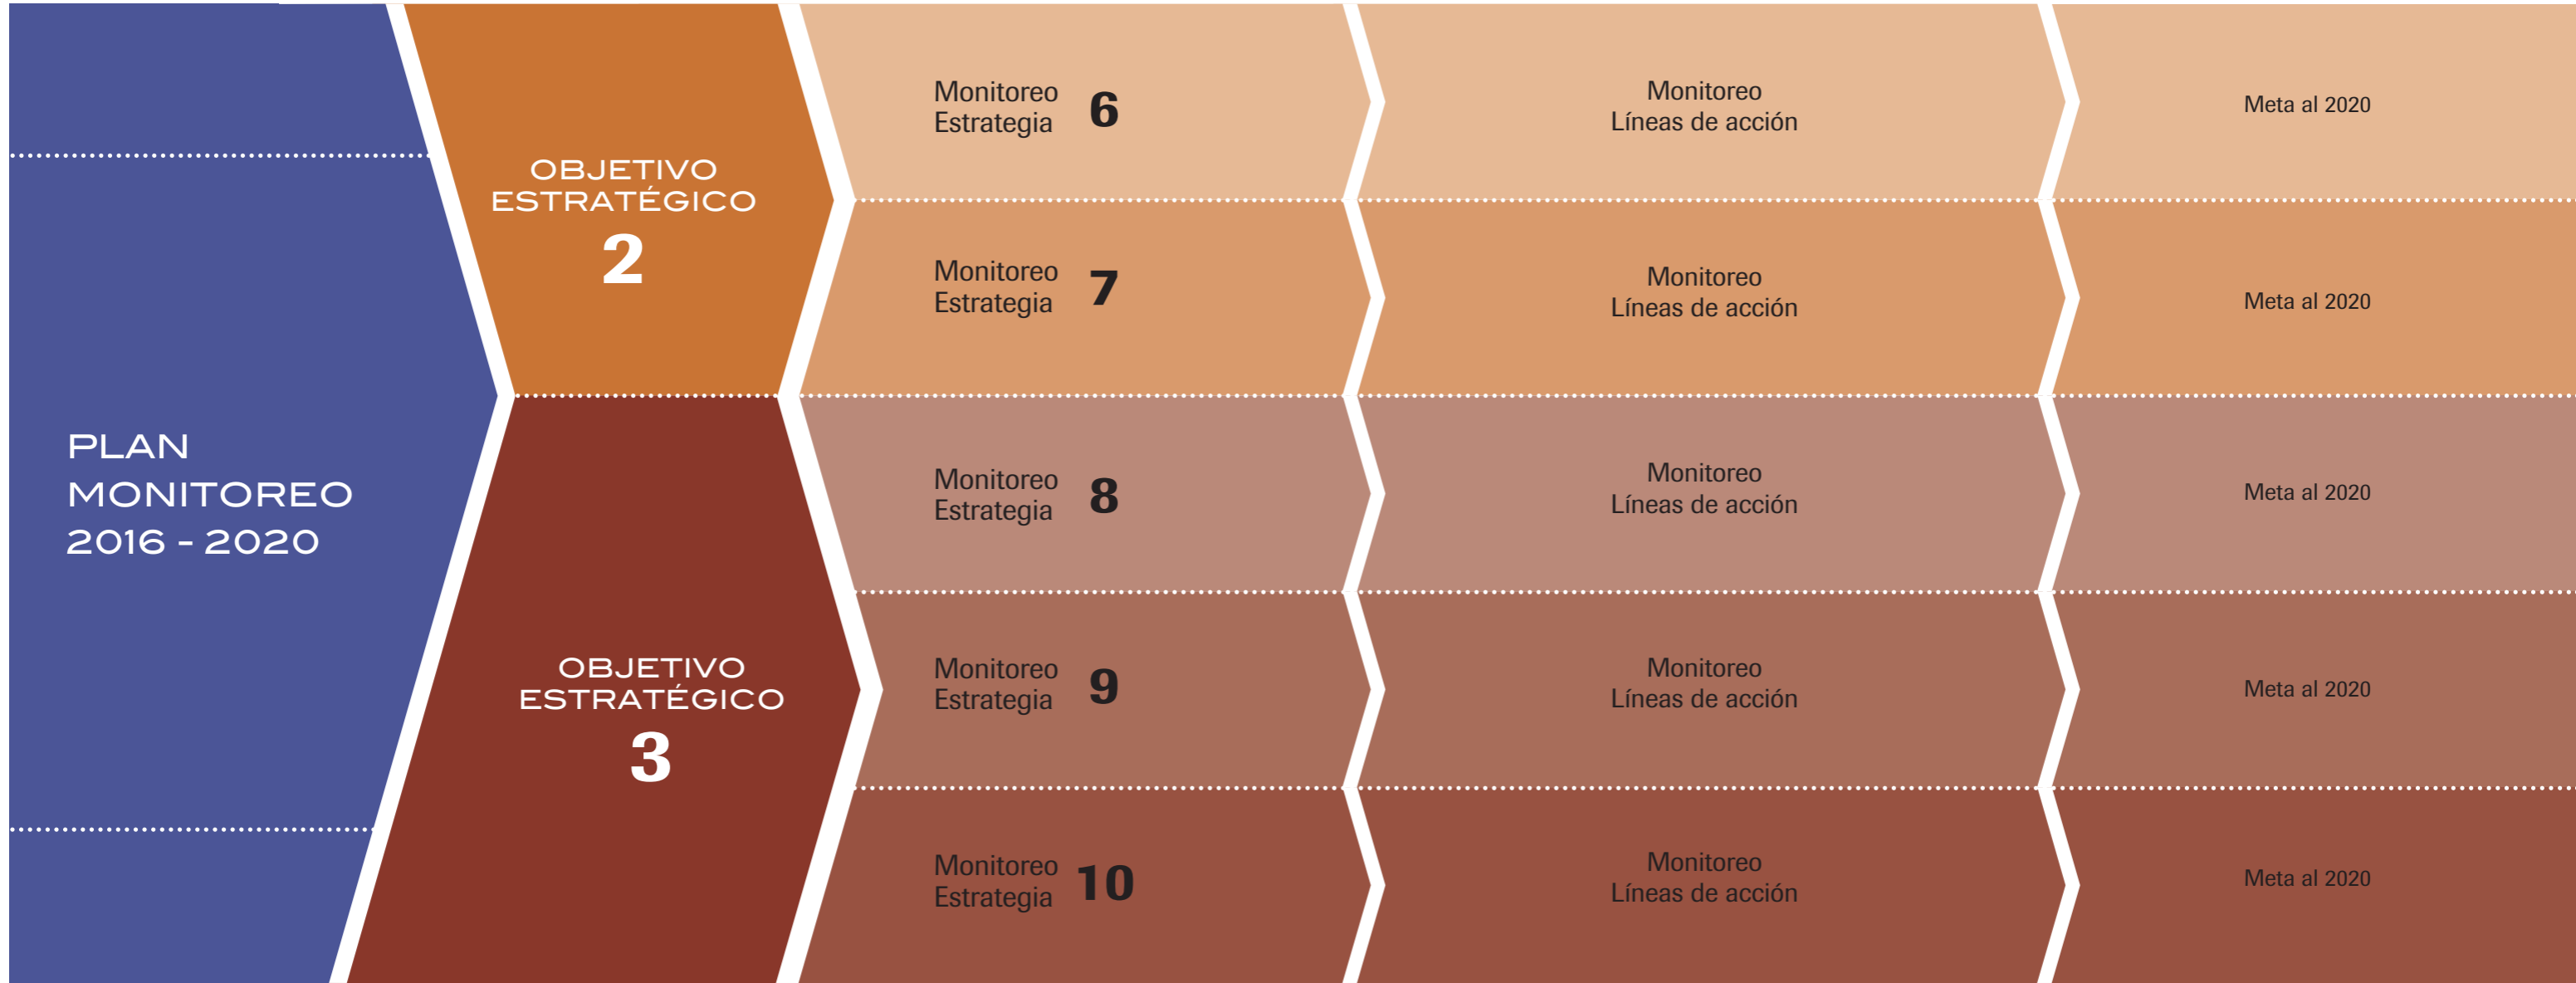 PLAN
MONITOREO
2016 - 2020
OBJETIVO
ESTRATÉGICO
2
Monitoreo
Estrategia 6
Monitoreo
Líneas de acción
Meta al 2020
Monitoreo
Estrategia 7
Monitoreo
Líneas de acción
Meta al 2020
OBJETIVO
ESTRATÉGICO
3
Monitoreo
Estrategia 8
Monitoreo
Líneas de acción
Meta al 2020
Monitoreo
Estrategia 9
Monitoreo
Líneas de acción
Meta al 2020
Monitoreo
Estrategia 10
Monitoreo
Líneas de acción
Meta al 2020